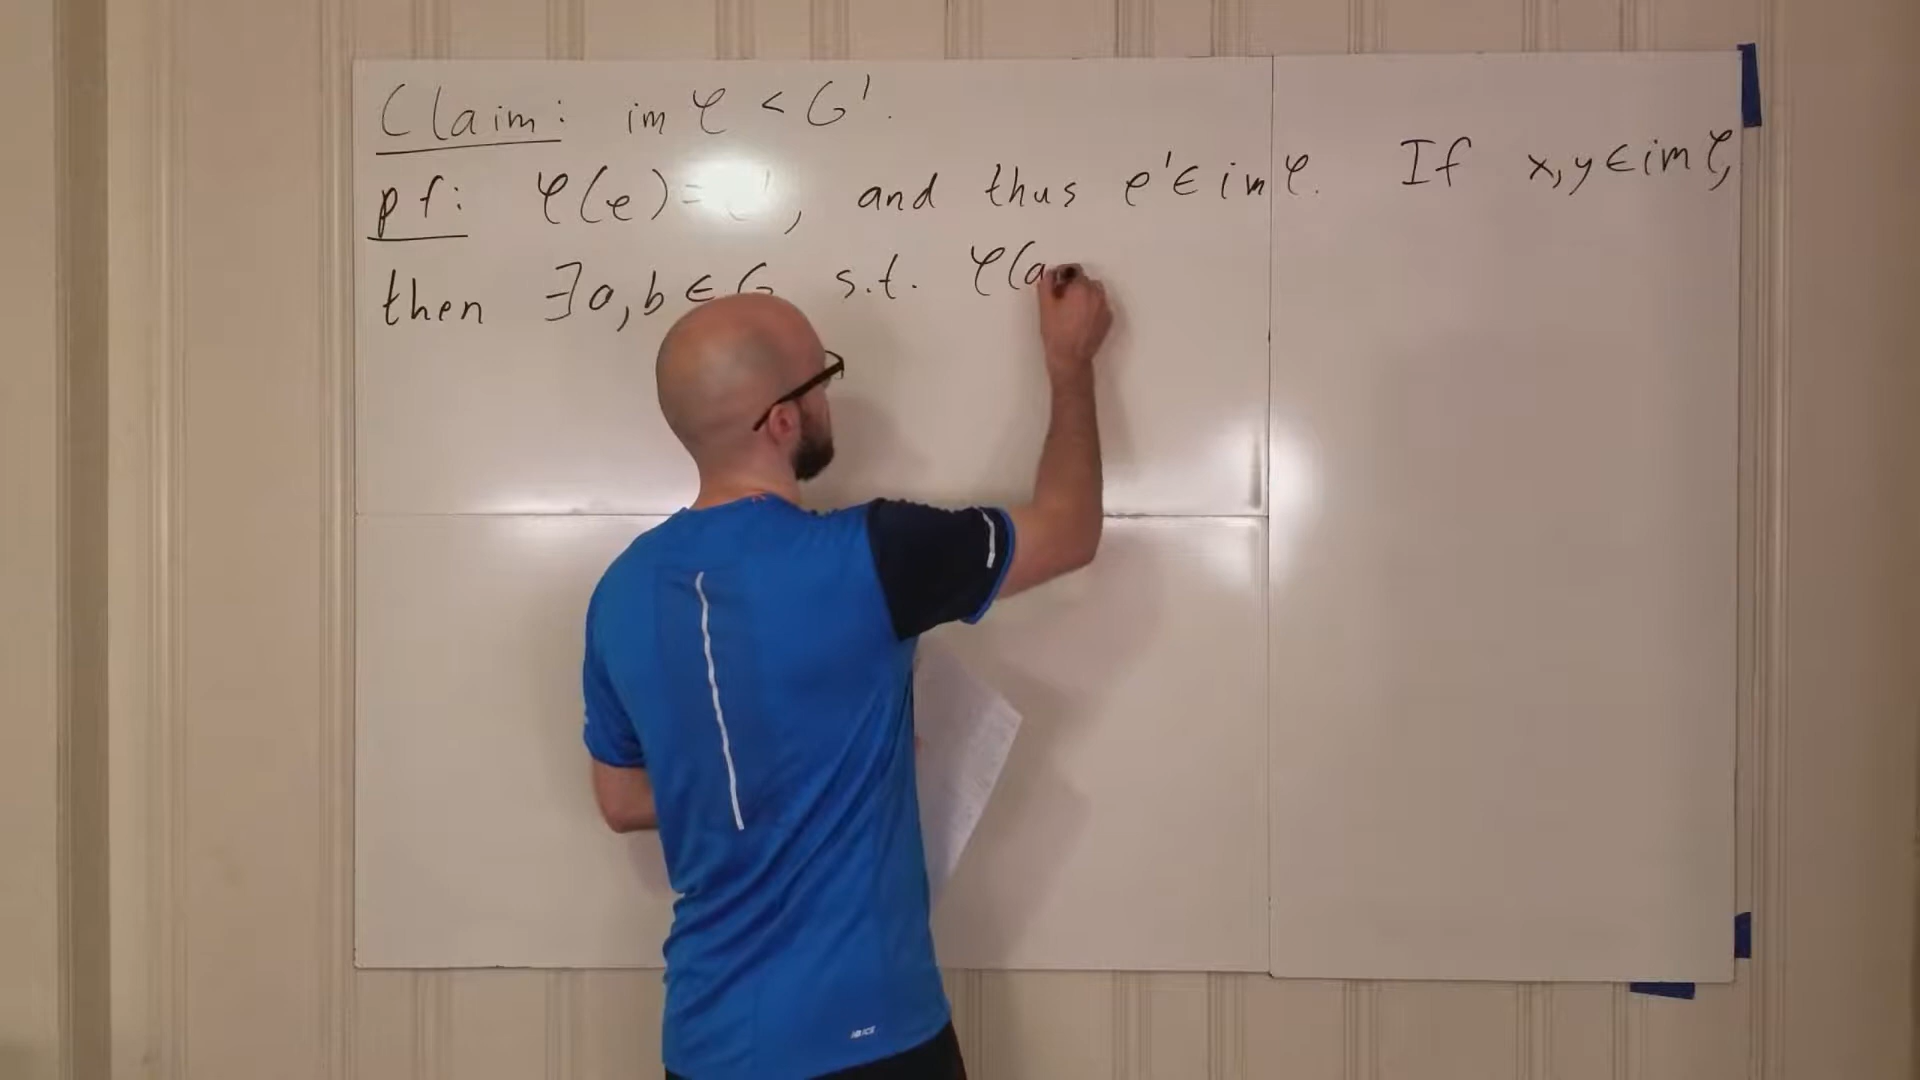 Claim: im φ < G'.
pf: φ(e) = e', and thus e' ∈ im φ. If x, y ∈ im φ,
then ∃ a, b ∈ G s.t. φ(a